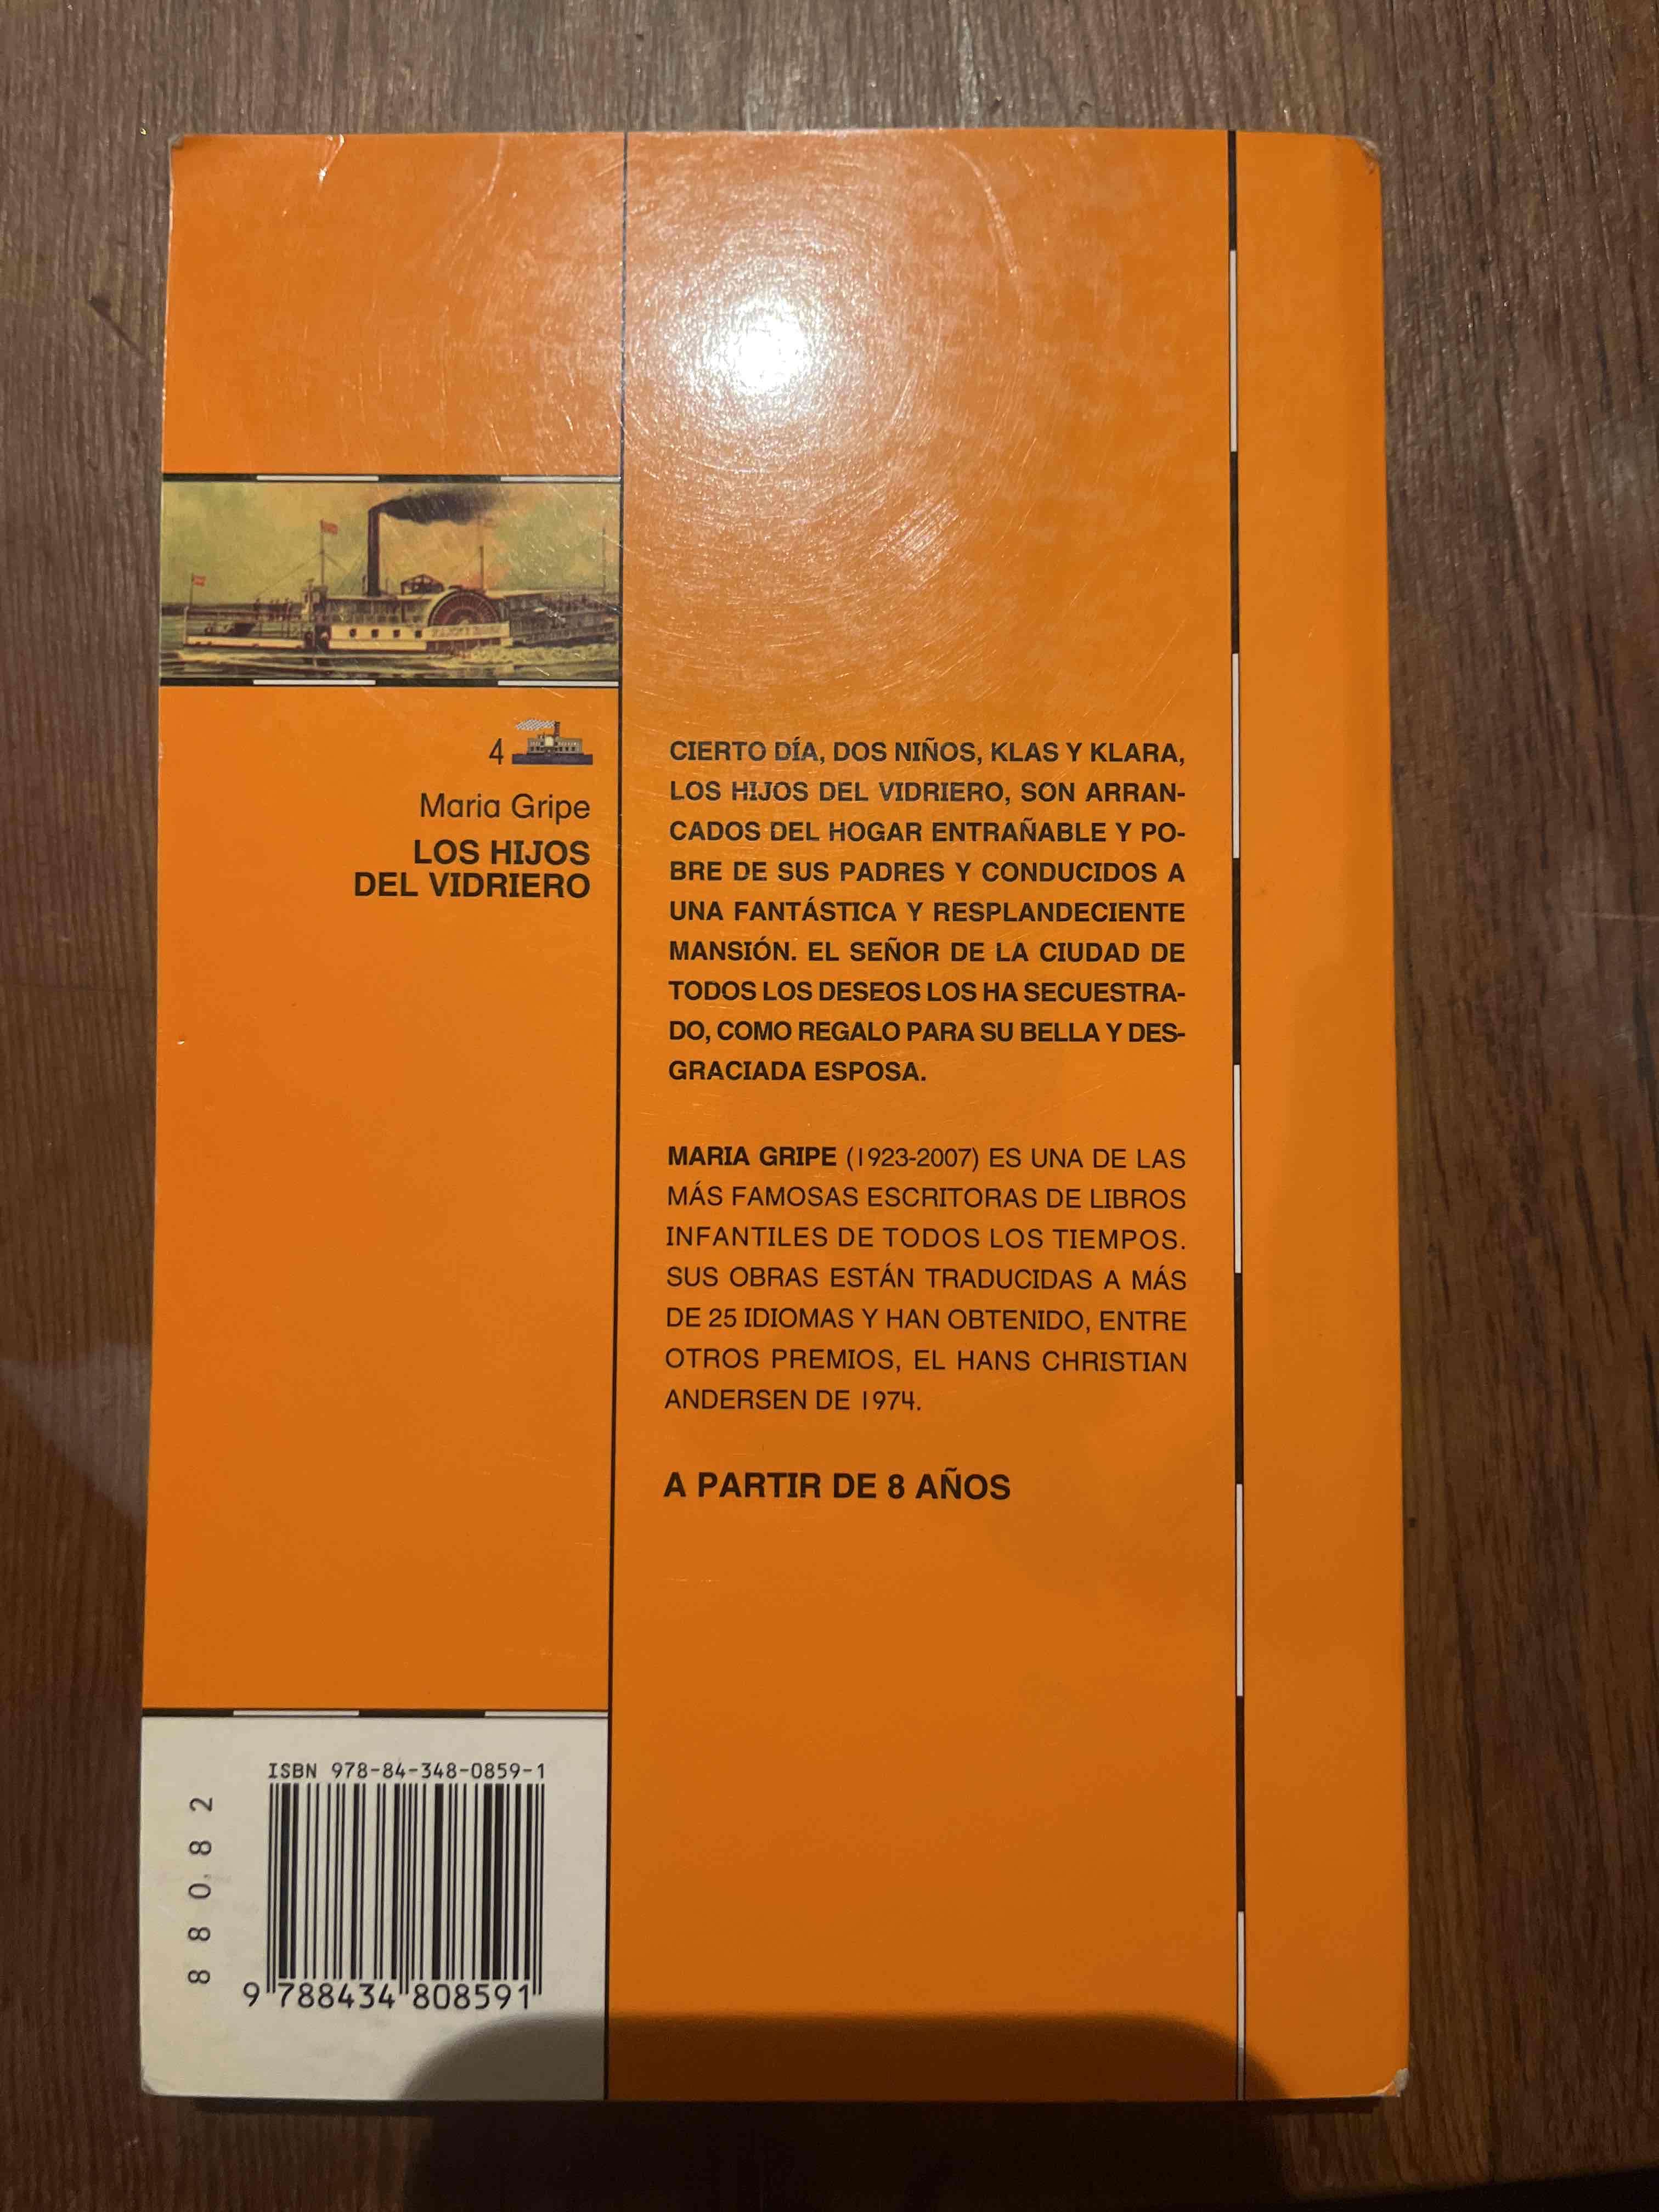 4
Maria Gripe
LOS HIJOS
DEL VIDRIERO
CIERTO DÍA, DOS NIÑOS, KLAS Y KLARA,
LOS HIJOS DEL VIDRIERO, SON ARRAN-
CADOS DEL HOGAR ENTRAÑABLE Y PO-
BRE DE SUS PADRES Y CONDUCIDOS A
UNA FANTÁSTICA Y RESPLANDECIENTE
MANSIÓN. EL SEÑOR DE LA CIUDAD DE
TODOS LOS DESEOS LOS HA SECUESTRA-
DO, COMO REGALO PARA SU BELLA Y DES-
GRACIADA ESPOSA.
MARIA GRIPE (1923-2007) ES UNA DE LAS
MÁS FAMOSAS ESCRITORAS DE LIBROS
INFANTILES DE TODOS LOS TIEMPOS.
SUS OBRAS ESTÁN TRADUCIDAS A MÁS
DE 25 IDIOMAS Y HAN OBTENIDO, ENTRE
OTROS PREMIOS, EL HANS CHRISTIAN
ANDERSEN DE 1974.
A PARTIR DE 8 AÑOS
ISBN 978-84-348-0859-1
88082
9 788434 808591